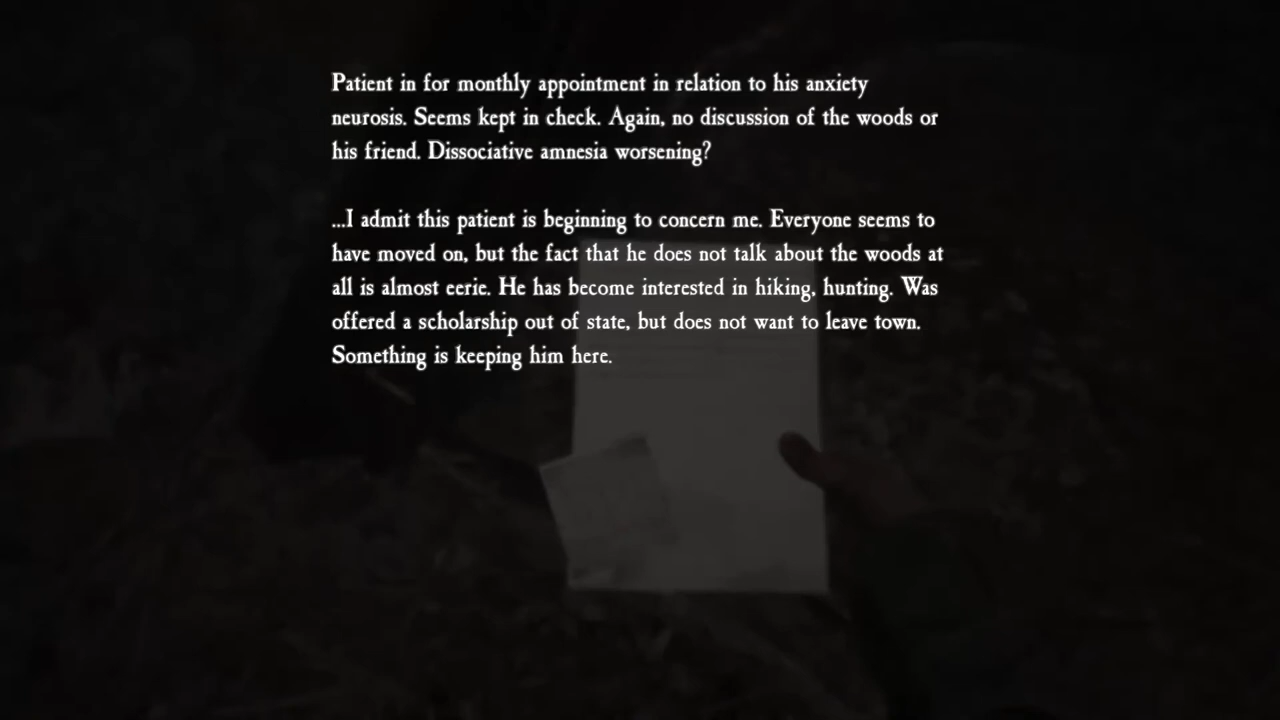 Patient in for monthly appointment in relation to his anxiety
neurosis. Seems kept in check. Again, no discussion of the woods or
his friend. Dissociative amnesia worsening?
...I admit this patient is beginning to concern me. Everyone seems to
have moved on, but the fact that he does not talk about the woods at
all is almost eerie. He has become interested in hiking, hunting. Was
offered a scholarship out of state, but does not want to leave town.
Something is keeping him here.